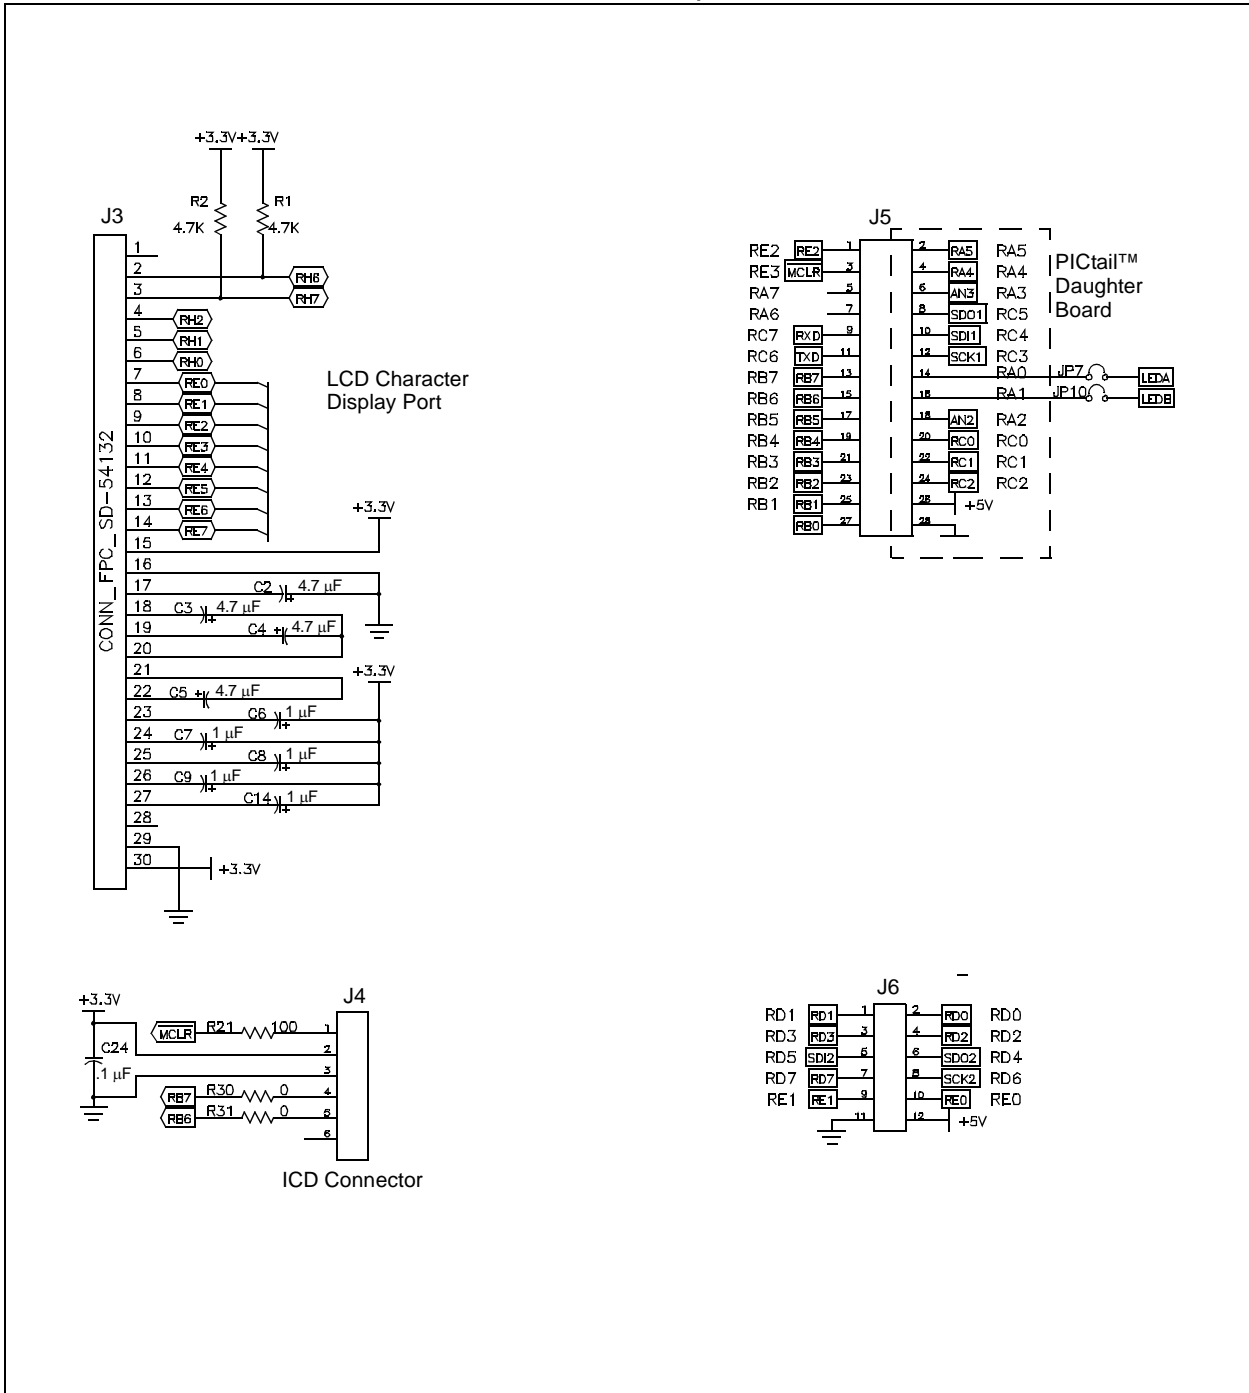 +3.3V +3.3V
R2 R1
4.7K 4.7K
J3
CONN_FPC_SD-54132
1
2 RH6
3 RH7
4 RH2
5 RH1
6 RH0
7 RE0
8 RE1
9 RE2
10 RE3
11 RE4
12 RE5
13 RE6
14 RE7
LCD Character
Display Port
15 +3.3V
16
17 C2 + 4.7 µF
18 C3 + 4.7 µF
19 C4 + 4.7 µF
20
21 +3.3V
22 C5 + 4.7 µF
23 C6 + 1 µF
24 C7 + 1 µF
25 C8 + 1 µF
26 C9 + 1 µF
27 C14 + 1 µF
28
29
30 +3.3V
J5
PICtail™
Daughter
Board
RE2 RE2 1 2 RA5 RA5
RE3 MCLR 3 4 RA4 RA4
RA7 5 6 AN3 RA3
RA6 7 8 SDO1 RC5
RC7 RXD 9 10 SDI1 RC4
RC6 TXD 11 12 SCK1 RC3
RB7 RB7 13 14 RA0 JP7 LEDA
RB6 RB6 15 16 RA1 JP10 LEDB
RB5 RB5 17 18 AN2 RA2
RB4 RB4 19 20 RC0 RC0
RB3 RB3 21 22 RC1 RC1
RB2 RB2 23 24 RC2 RC2
RB1 RB1 25 26 +5V
RB0 27 28
+3.3V
C24
.1 µF
J4
MCLR R21 100 1
2
3
RB7 R30 0 4
RB6 R31 0 5
6
ICD Connector
J6
RD1 RD1 1 2 RD0 RD0
RD3 RD3 3 4 RD2 RD2
RD5 SDI2 5 6 SDO2 RD4
RD7 RD7 7 8 SCK2 RD6
RE1 RE1 9 10 RE0 RE0
11 12 +5V